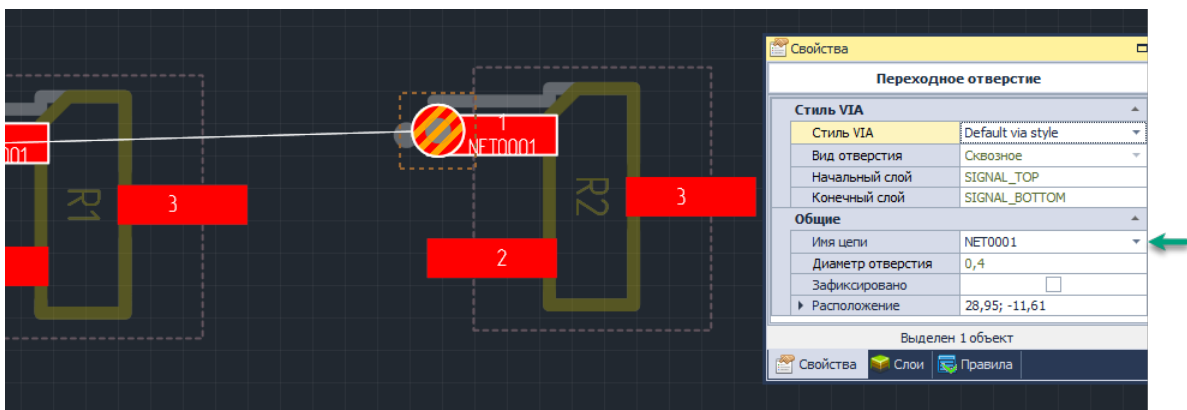 001
R1
3
1
NET0001
R2
3
2
Свойства
Переходное отверстие
Стиль VIA
Стиль VIA Default via style
Вид отверстия Сквозное
Начальный слой SIGNAL_TOP
Конечный слой SIGNAL_BOTTOM
Общие
Имя цепи NET0001
Диаметр отверстия 0,4
Зафиксировано
Расположение 28,95; -11,61
Выделен 1 объект
Свойства Слои Правила